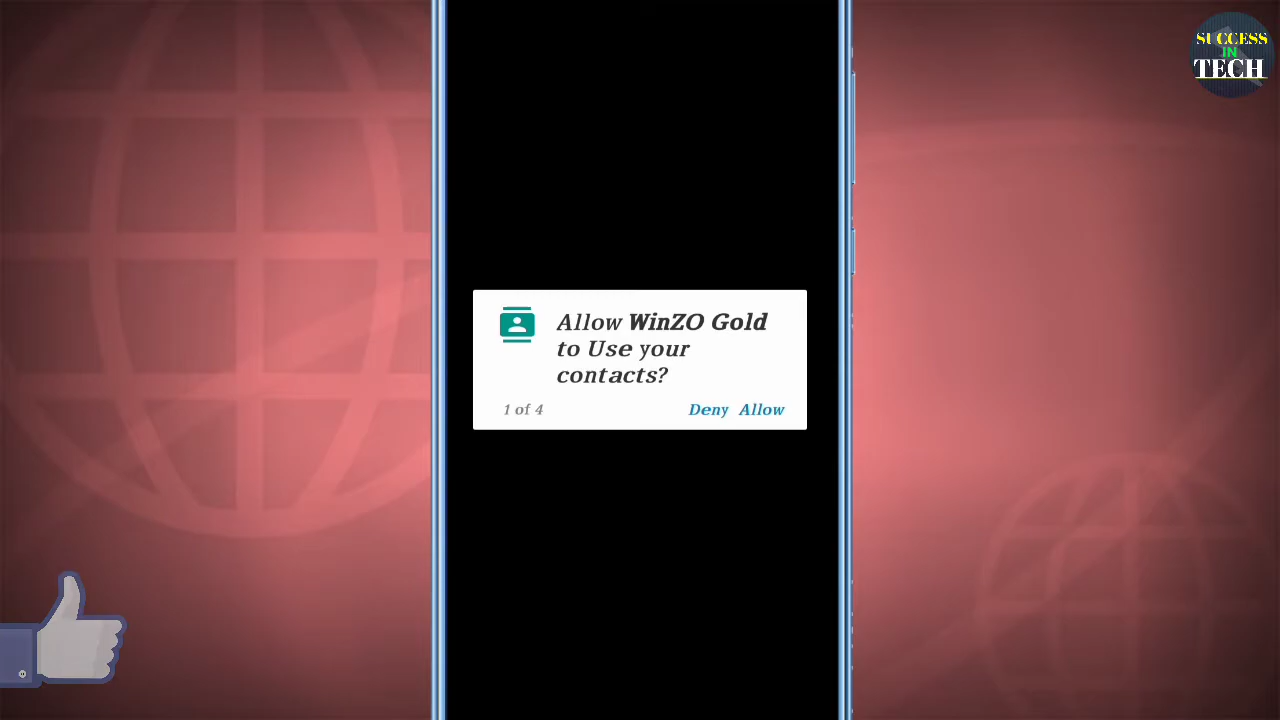 SUCCESS
IN
TECH
Allow WinZO Gold
to Use your
contacts?
1 of 4
Deny Allow